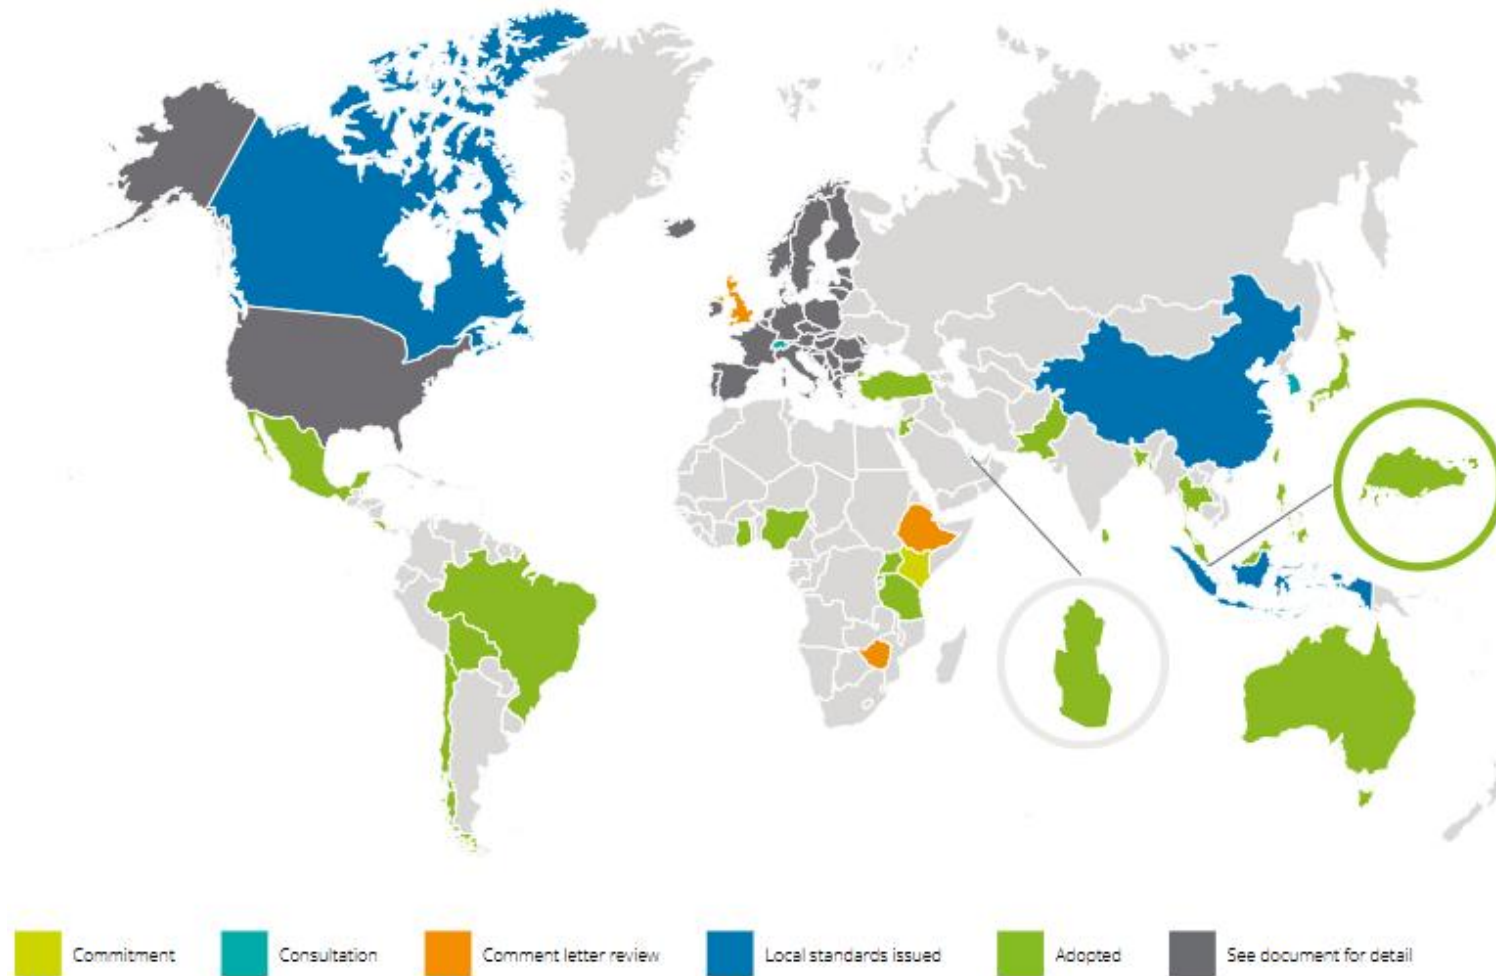 Commitment
Consultation
Comment letter review
Local standards issued
Adopted
See document for detail